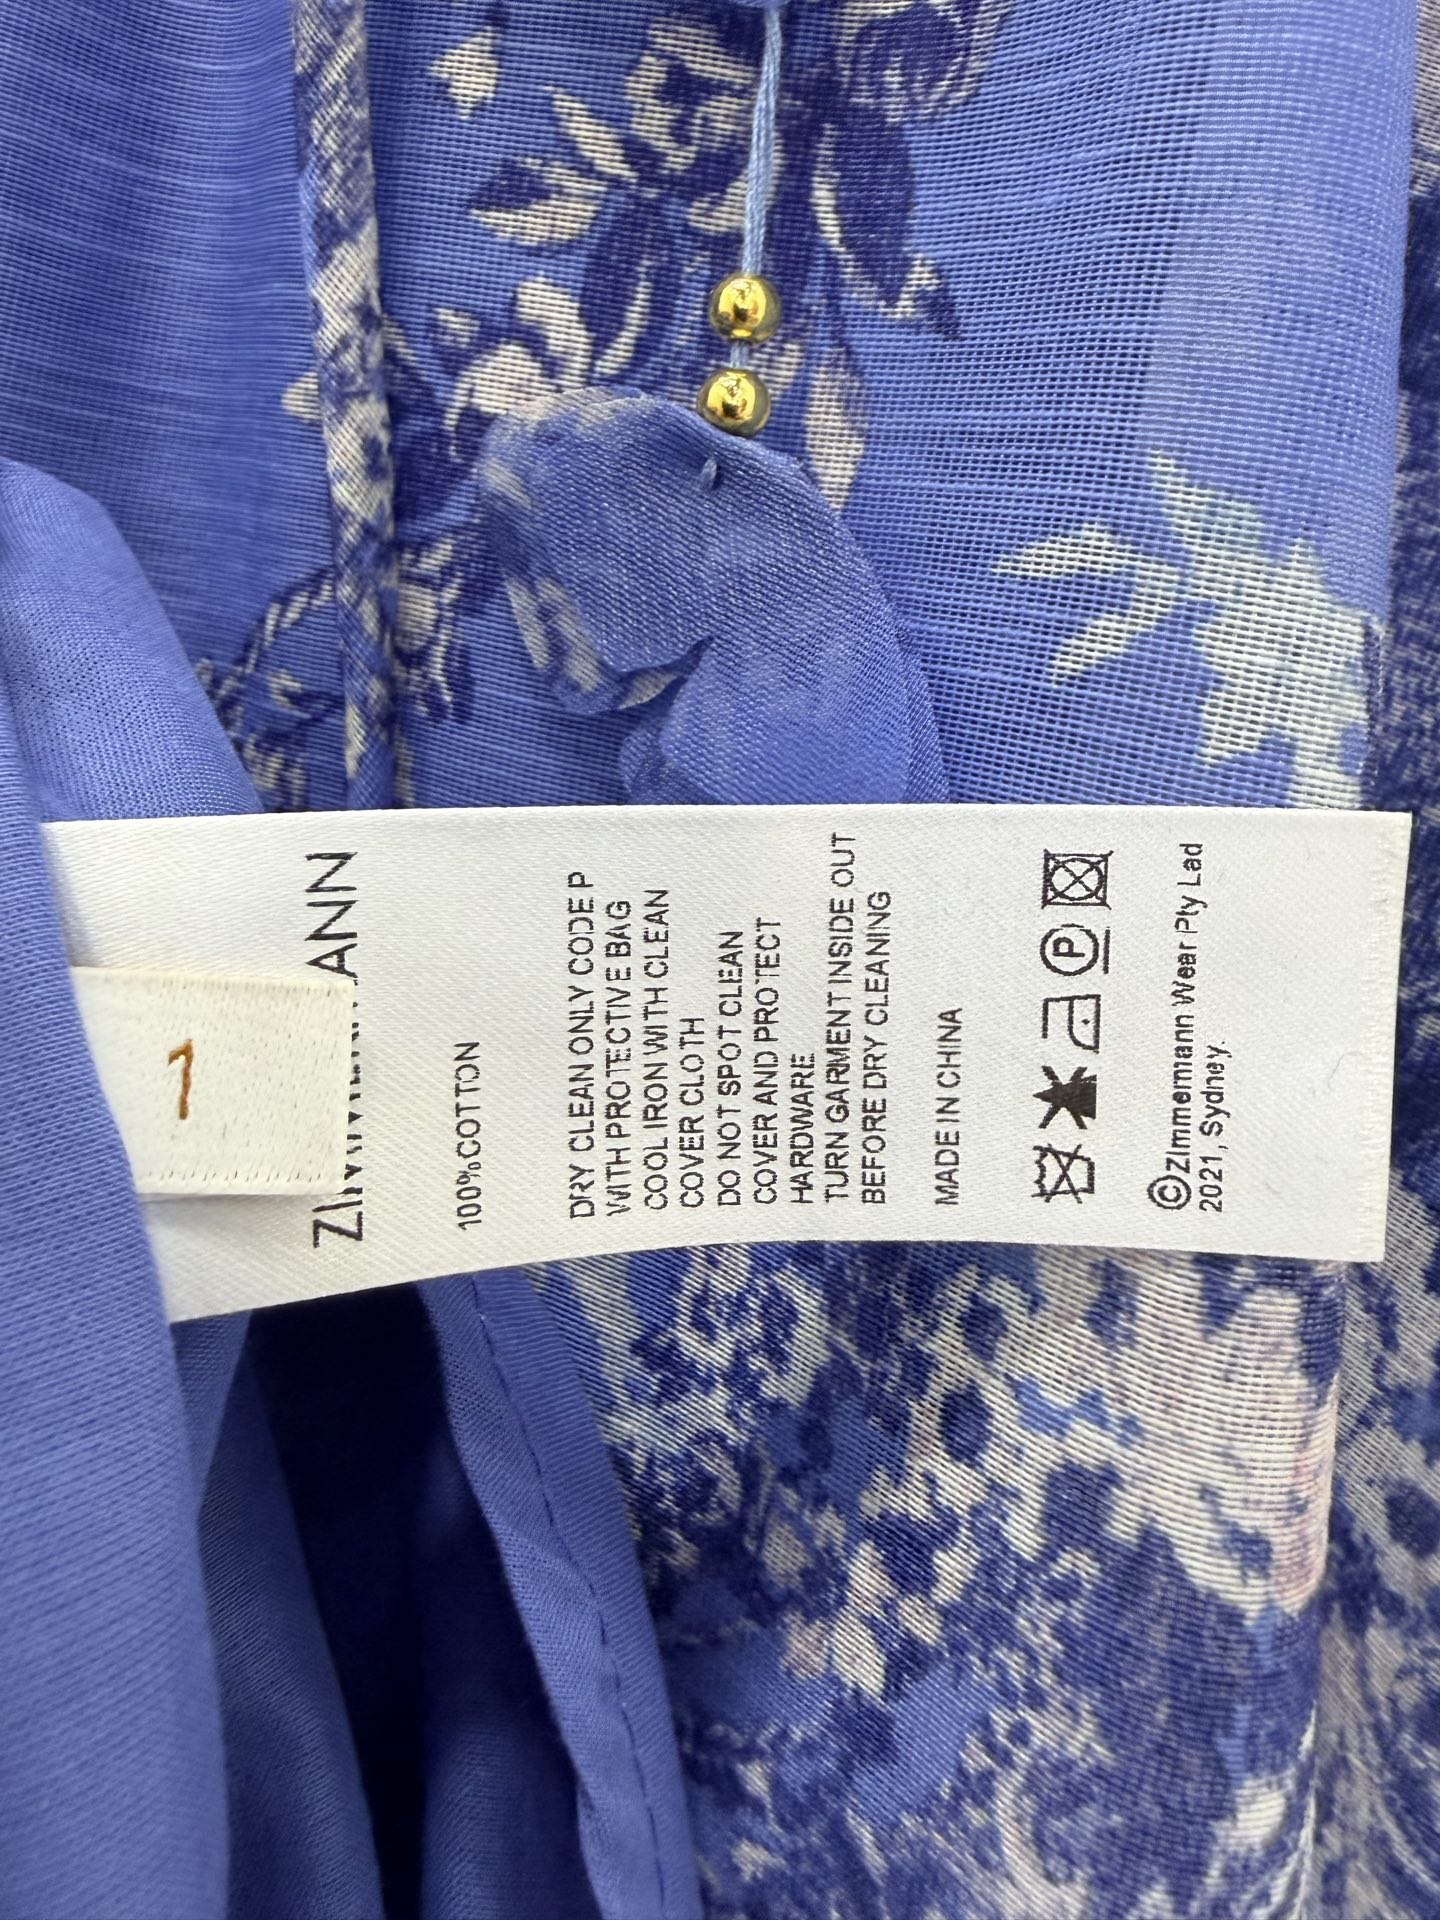 1
ZIMMERMANN
100%COTTON
DRY CLEAN ONLY CODE P
WITH PROTECTIVE BAG
COOL IRON WITH CLEAN
COVER CLOTH
DO NOT SPOT CLEAN
COVER AND PROTECT
HARDWARE
TURN GARMENT INSIDE OUT
BEFORE DRY CLEANING
MADE IN CHINA
P
©Zimmermann Wear Pty Lad
2021, Sydney.